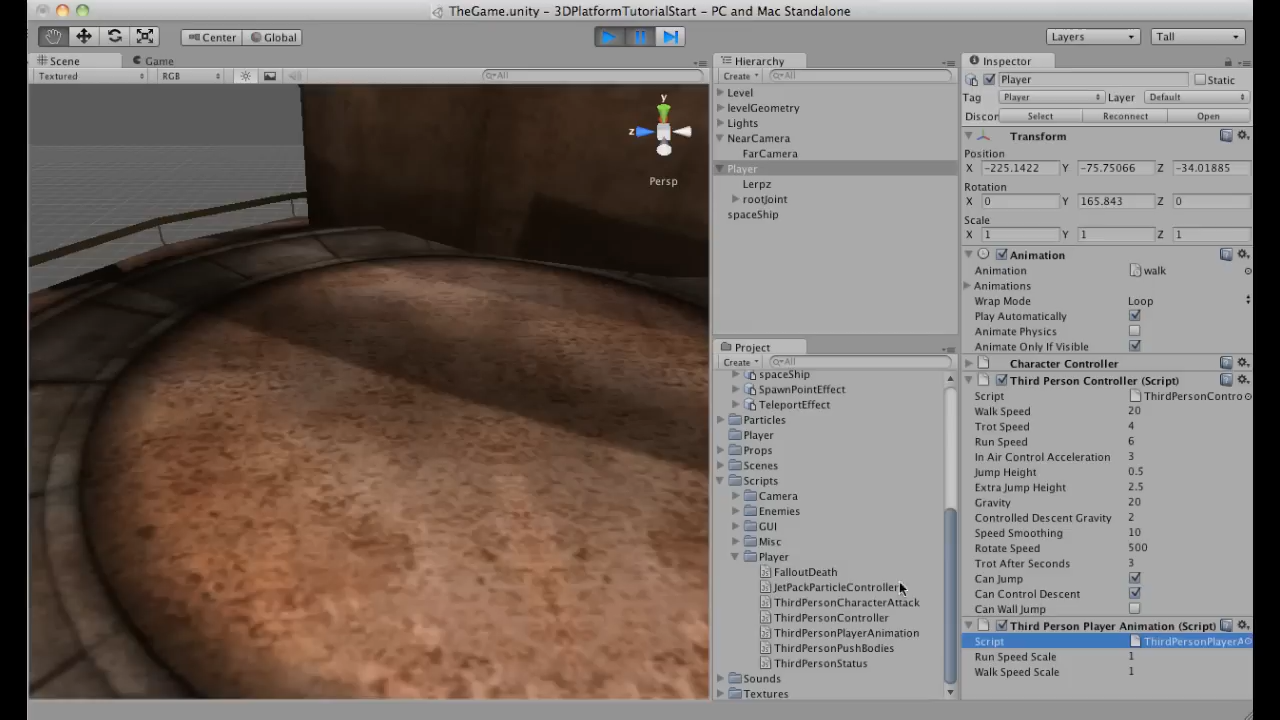 TheGame.unity - 3DPlatformTutorialStart - PC and Mac Standalone
Center
Global
Layers
Tall
Scene
Game
Textured
RGB
All
y
z
Persp
Hierarchy
Create
All
Level
levelGeometry
Lights
NearCamera
FarCamera
Player
Lerpz
rootJoint
spaceShip
Project
Create
All
spaceShip
SpawnPointEffect
TeleportEffect
Particles
Player
Props
Scenes
Scripts
Camera
Enemies
GUI
Misc
Player
FalloutDeath
JetPackParticleController
ThirdPersonCharacterAttack
ThirdPersonController
ThirdPersonPlayerAnimation
ThirdPersonPushBodies
ThirdPersonStatus
Sounds
Textures
Inspector
Player
Static
Tag Player Layer Default
Discon Select Reconnect Open
Transform
Position
X -225.1422 Y -75.75066 Z -34.01885
Rotation
X 0 Y 165.843 Z 0
Scale
X 1 Y 1 Z 1
Animation
Animation walk
Animations
Wrap Mode Loop
Play Automatically
Animate Physics
Animate Only If Visible
Character Controller
Third Person Controller (Script)
Script ThirdPersonContro
Walk Speed 20
Trot Speed 4
Run Speed 6
In Air Control Acceleration 3
Jump Height 0.5
Extra Jump Height 2.5
Gravity 20
Controlled Descent Gravity 2
Speed Smoothing 10
Rotate Speed 500
Trot After Seconds 3
Can Jump
Can Control Descent
Can Wall Jump
Third Person Player Animation (Script)
Script ThirdPersonPlayerA
Run Speed Scale 1
Walk Speed Scale 1